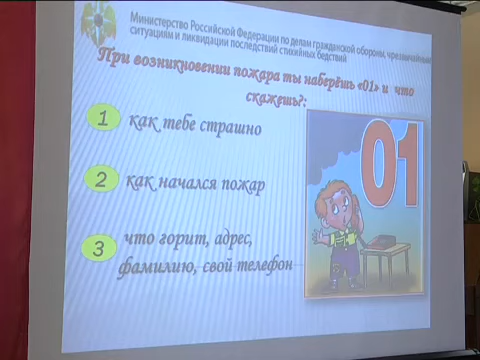 Министерство Российской Федерации по делам гражданской обороны, чрезвычайным
ситуациям и ликвидации последствий стихийных бедствий
При возникновении пожара ты наберёшь «01» и что
скажешь?:
1 как тебе страшно
2 как начался пожар
3 что горит, адрес,
фамилию, свой телефон
01